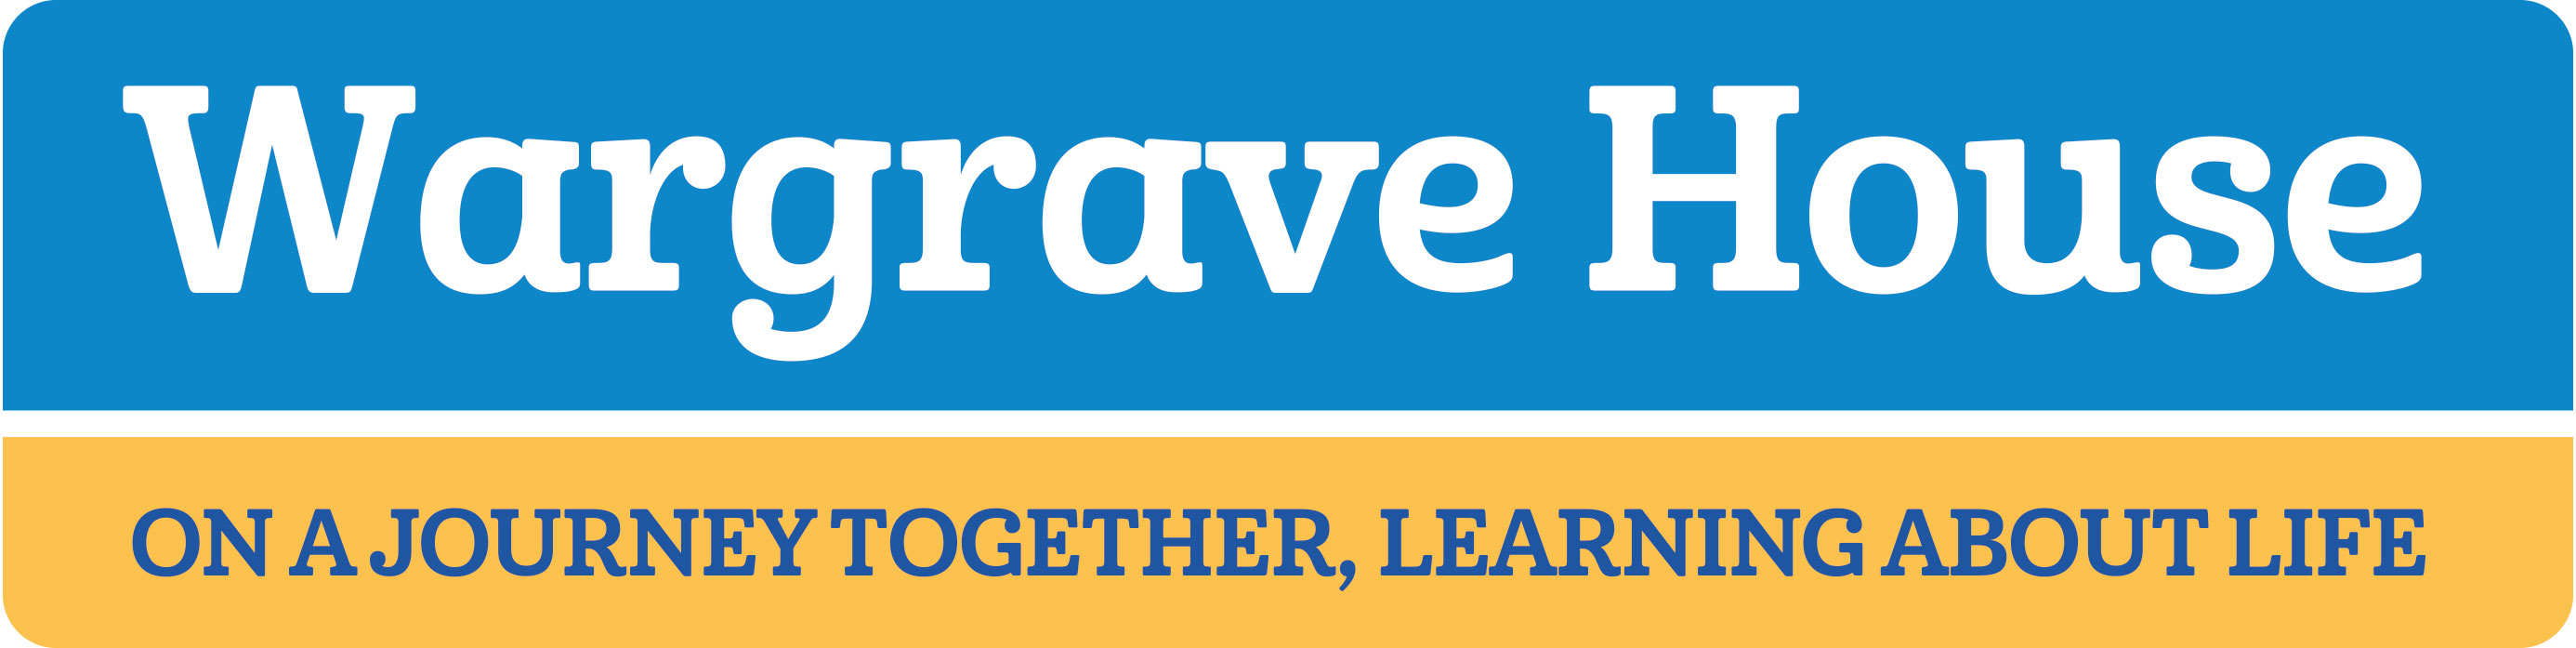 Wargrave House
ON A JOURNEY TOGETHER, LEARNING ABOUT LIFE